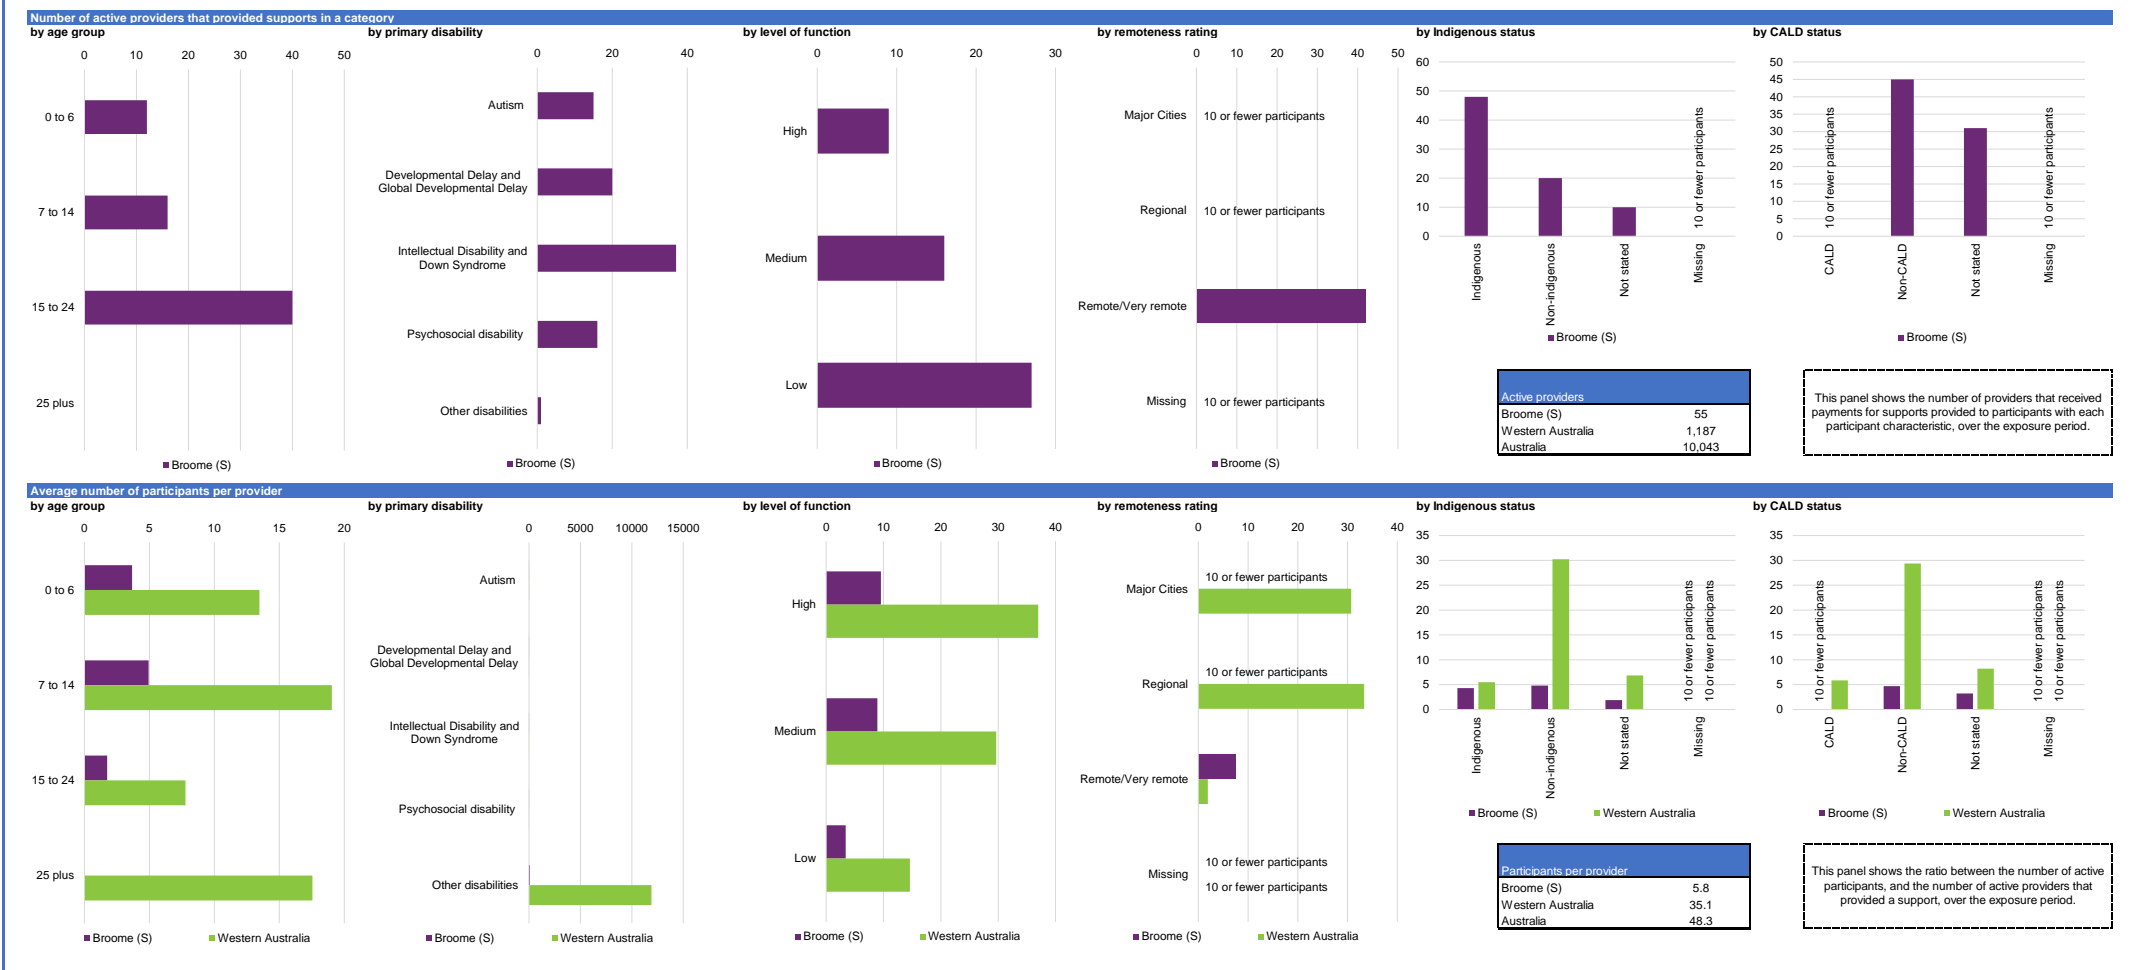 Number of active providers that provided supports in a category
by age group
0 10 20 30 40 50
0 to 6
7 to 14
15 to 24
25 plus
Broome (S)
by primary disability
0 20 40
Autism
Developmental Delay and
Global Developmental Delay
Intellectual Disability and
Down Syndrome
Psychosocial disability
Other disabilities
Broome (S)
by level of function
0 10 20 30
High
Medium
Low
Broome (S)
by remoteness rating
0 10 20 30 40 50
Major Cities 10 or fewer participants
Regional 10 or fewer participants
Remote/Very remote
Missing 10 or fewer participants
Broome (S)
by Indigenous status
60
50
40
30
20
10
0
10 or fewer participants
Indigenous
Non-indigenous
Not stated
Missing
Broome (S)
by CALD status
50
45
40
35
30
25
20
15
10
5
0
10 or fewer participants
10 or fewer participants
CALD
Non-CALD
Not stated
Missing
Broome (S)
Active providers
Broome (S) 55
Western Australia 1,187
Australia 10,043
This panel shows the number of providers that received
payments for supports provided to participants with each
participant characteristic, over the exposure period.
Average number of participants per provider
by age group
0 5 10 15 20
0 to 6
7 to 14
15 to 24
25 plus
Broome (S) Western Australia
by primary disability
0 5000 10000 15000
Autism
Developmental Delay and
Global Developmental Delay
Intellectual Disability and
Down Syndrome
Psychosocial disability
Other disabilities
Broome (S) Western Australia
by level of function
0 10 20 30 40
High
Medium
Low
Broome (S) Western Australia
by remoteness rating
0 10 20 30 40
10 or fewer participants
Major Cities
10 or fewer participants
Regional
Remote/Very remote
10 or fewer participants
Missing
10 or fewer participants
Broome (S) Western Australia
by Indigenous status
35
30
25
20
15
10
5
0
10 or fewer participants
10 or fewer participants
Indigenous
Non-indigenous
Not stated
Missing
Broome (S) Western Australia
by CALD status
35
30
25
20
15
10
5
0
10 or fewer participants
10 or fewer participants
10 or fewer participants
CALD
Non-CALD
Not stated
Missing
Broome (S) Western Australia
Participants per provider
Broome (S) 5.8
Western Australia 35.1
Australia 48.3
This panel shows the ratio between the number of active
participants, and the number of active providers that
provided a support, over the exposure period.